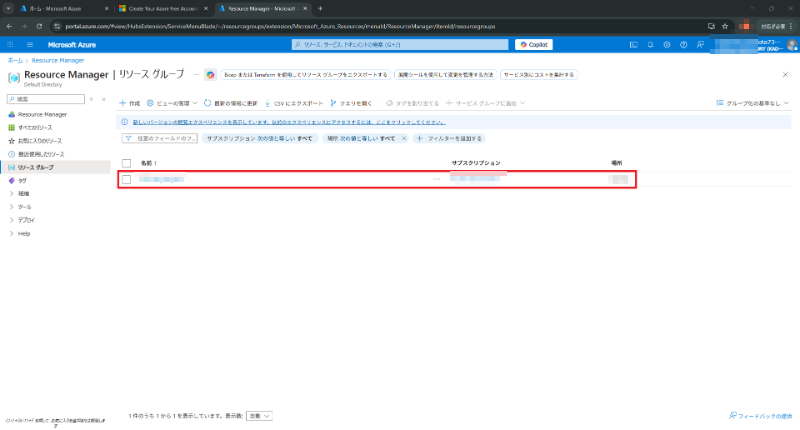 ホーム - Microsoft Azure
Create Your Azure Free Account
Resource Manager - Microsoft
portal.azure.com/#view/HubsExtension/ServiceMenuBlade/~/resourcegroups/extension/Microsoft_Azure_Resources/menuId/ResourceManager/itemId/resourcegroups
対応が必要
Microsoft Azure
リソース、サービス、ドキュメントの検索 (G+/)
Copilot
ホーム > Resource Manager
Resource Manager | リソース グループ
Default Directory
Bicep または Terraform を使用してリソース グループをエクスポートする
展開ツールを使用して変更を管理する方法
サービス別にコストを集計する
検索
作成
ビューの管理
最新の情報に更新
CSV にエクスポート
クエリを開く
タグを割り当てる
サービス グループに追加
グループ化の基準なし
Resource Manager
すべてのリソース
お気に入りのリソース
最近使用したリソース
リソース グループ
タグ
組織
ツール
デプロイ
Help
新しいバージョンの閲覧エクスペリエンスを表示しています。以前のエクスペリエンスにアクセスするには、ここをクリックしてください。
任意のフィールドのフ...
サブスクリプション 次の値と等しい すべて
場所 次の値と等しい すべて
フィルターを追加する
名前 ↑
サブスクリプション
場所
1 件のうち 1 から 1 を表示しています。表示数:
自動
フィードバックの提供